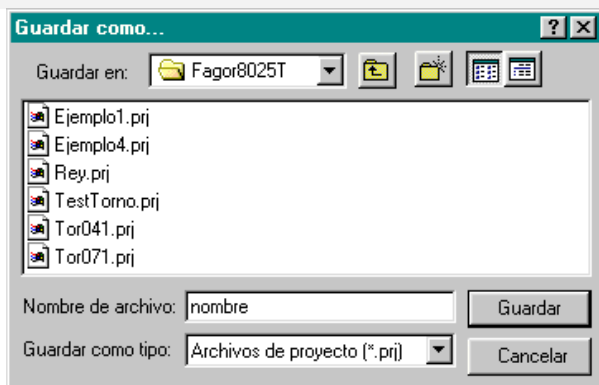 Guardar como...
Guardar en: Fagor8025T
Ejemplo1.prj
Ejemplo4.prj
Rey.prj
TestTorno.prj
Tor041.prj
Tor071.prj
Nombre de archivo: nombre Guardar
Guardar como tipo: Archivos de proyecto (*.prj) Cancelar